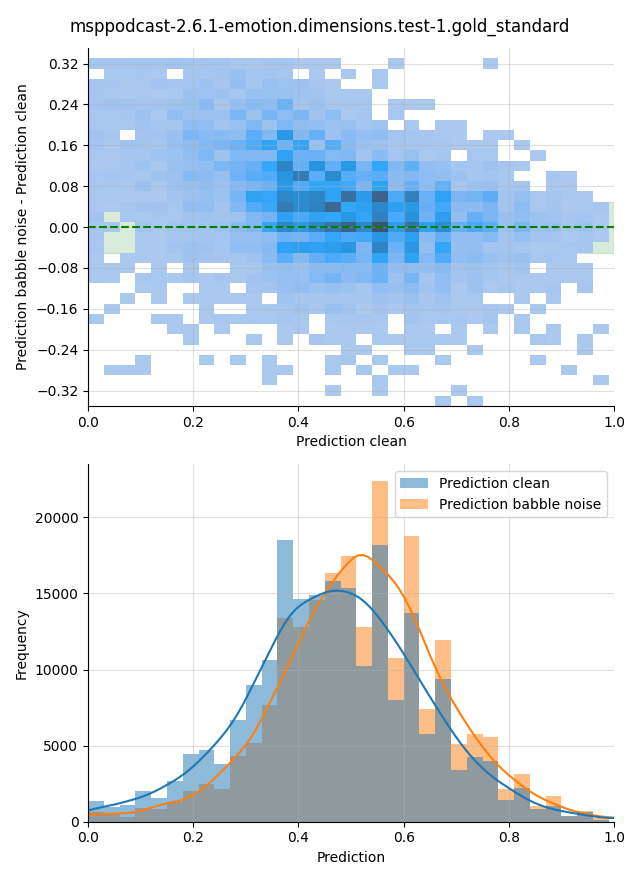 msppodcast-2.6.1-emotion.dimensions.test-1.gold_standard
Prediction babble noise - Prediction clean
0.32
0.24
0.16
0.08
0.00
−0.08
−0.16
−0.24
−0.32
0.0 0.2 0.4 0.6 0.8 1.0
Prediction clean
Prediction clean
Prediction babble noise
Frequency
20000
15000
10000
5000
0
0.0 0.2 0.4 0.6 0.8 1.0
Prediction